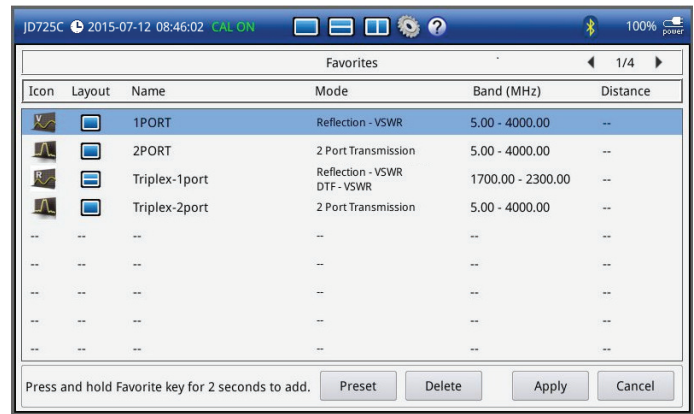 JD725C 2015-07-12 08:46:02 CAL ON 100% power
Favorites 1/4
Icon Layout Name Mode Band (MHz) Distance
V 1PORT Reflection - VSWR 5.00 - 4000.00 --
2PORT 2 Port Transmission 5.00 - 4000.00 --
R Triplex-1port Reflection - VSWR 1700.00 - 2300.00 --
DTF - VSWR
Triplex-2port 2 Port Transmission 5.00 - 4000.00 --
-- -- -- -- -- --
-- -- -- -- -- --
-- -- -- -- -- --
-- -- -- -- -- --
-- -- -- -- -- --
Press and hold Favorite key for 2 seconds to add. Preset Delete Apply Cancel